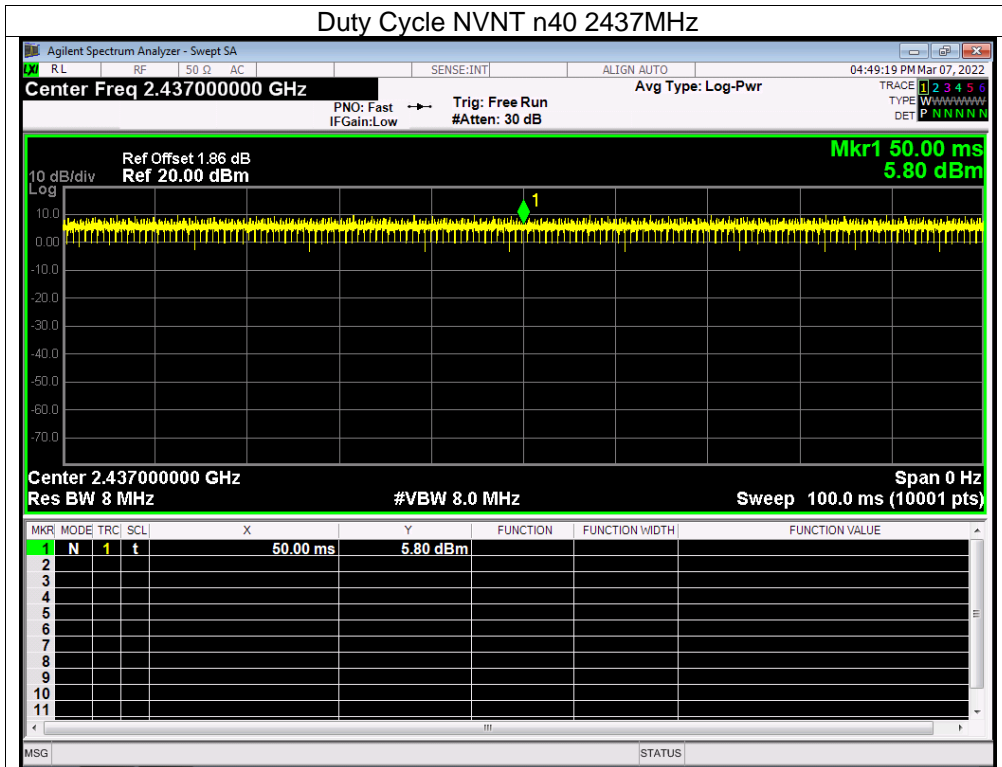 Duty Cycle NVNT n40 2437MHz
Agilent Spectrum Analyzer - Swept SA
LXI RL RF 50 Ω AC SENSE:INT ALIGN AUTO 04:49:19 PM Mar 07, 2022
Center Freq 2.437000000 GHz Avg Type: Log-Pwr TRACE 1 2 3 4 5 6
PNO: Fast Trig: Free Run TYPE WWWWWW
IFGain:Low #Atten: 30 dB DET P N N N N N
Mkr1 50.00 ms
Ref Offset 1.86 dB
10 dB/div Ref 20.00 dBm 5.80 dBm
Log
1
10.0
0.00
-10.0
-20.0
-30.0
-40.0
-50.0
-60.0
-70.0
Center 2.437000000 GHz Span 0 Hz
Res BW 8 MHz #VBW 8.0 MHz Sweep 100.0 ms (10001 pts)
MKR MODE TRC SCL X Y FUNCTION FUNCTION WIDTH FUNCTION VALUE
1 N 1 t 50.00 ms 5.80 dBm
2
3
4
5
6
7
8
9
10
11
MSG STATUS